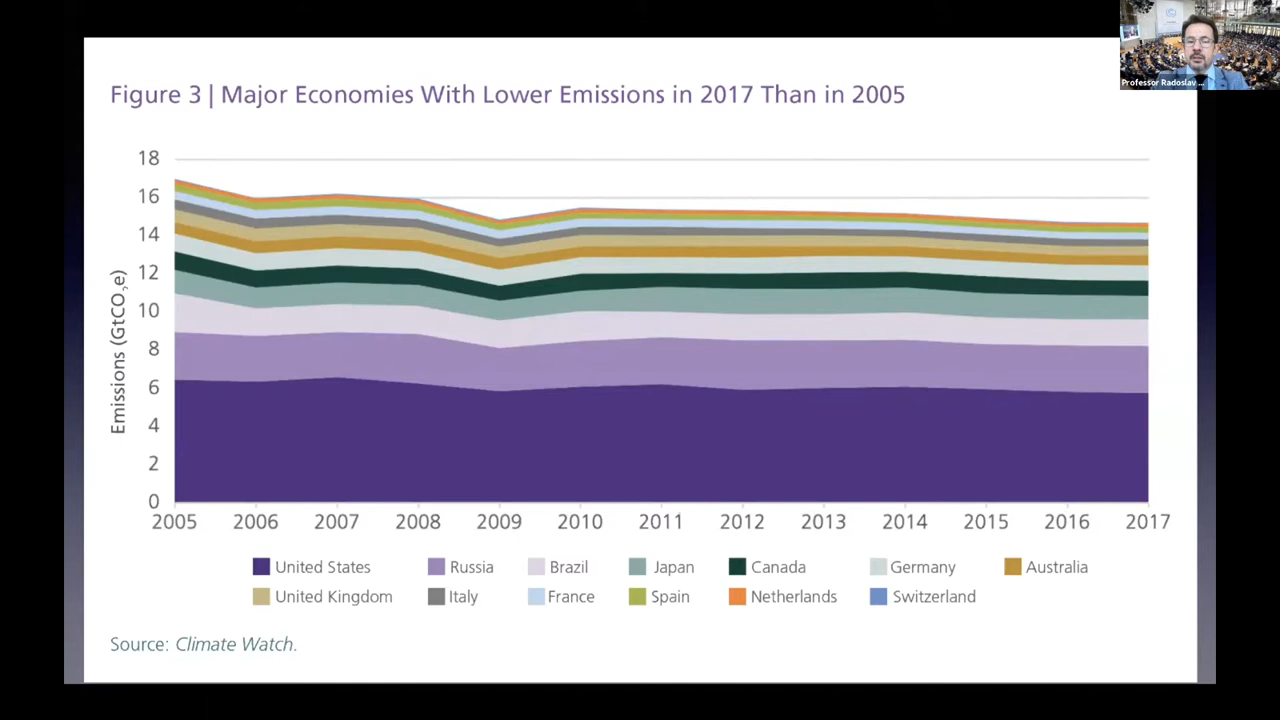 Professor Radoslav ...
Figure 3 | Major Economies With Lower Emissions in 2017 Than in 2005
Emissions (GtCO,e)
18
16
14
12
10
8
6
4
2
0
2005 2006 2007 2008 2009 2010 2011 2012 2013 2014 2015 2016 2017
United States Russia Brazil Japan Canada Germany Australia
United Kingdom Italy France Spain Netherlands Switzerland
Source: Climate Watch.